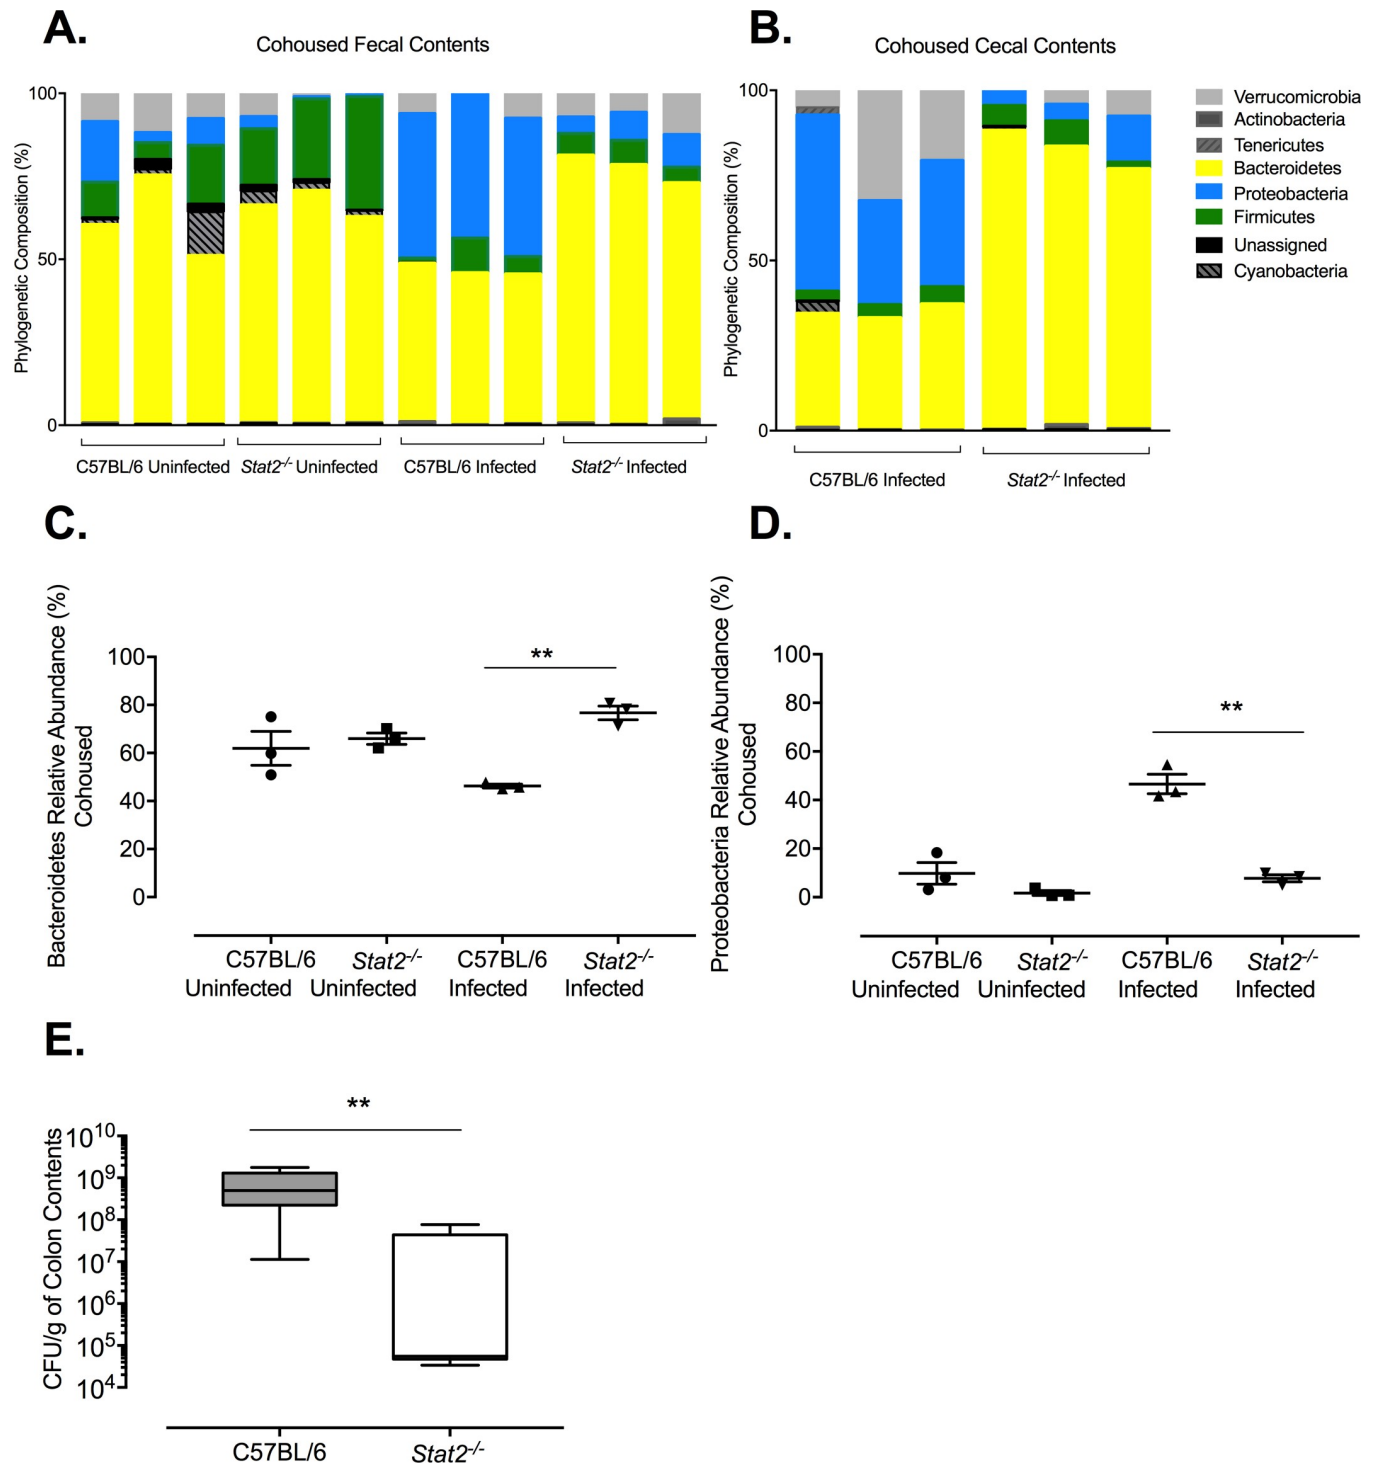 A.
Cohoused Fecal Contents
Phylogenetic Composition (%)
100
50
0
C57BL/6 Uninfected
Stat2-/- Uninfected
C57BL/6 Infected
Stat2-/- Infected
B.
Cohoused Cecal Contents
Phylogenetic Composition (%)
100
50
0
C57BL/6 Infected
Stat2-/- Infected
Verrucomicrobia
Actinobacteria
Tenericutes
Bacteroidetes
Proteobacteria
Firmicutes
Unassigned
Cyanobacteria
C.
Bacteroidetes Relative Abundance (%)
Cohoused
100
80
60
40
20
0
**
C57BL/6
Uninfected
Stat2-/-
Uninfected
C57BL/6
Infected
Stat2-/-
Infected
D.
Proteobacteria Relative Abundance (%)
Cohoused
100
80
60
40
20
0
**
C57BL/6
Uninfected
Stat2-/-
Uninfected
C57BL/6
Infected
Stat2-/-
Infected
E.
CFU/g of Colon Contents
10^10
10^9
10^8
10^7
10^6
10^5
10^4
**
C57BL/6
Stat2-/-